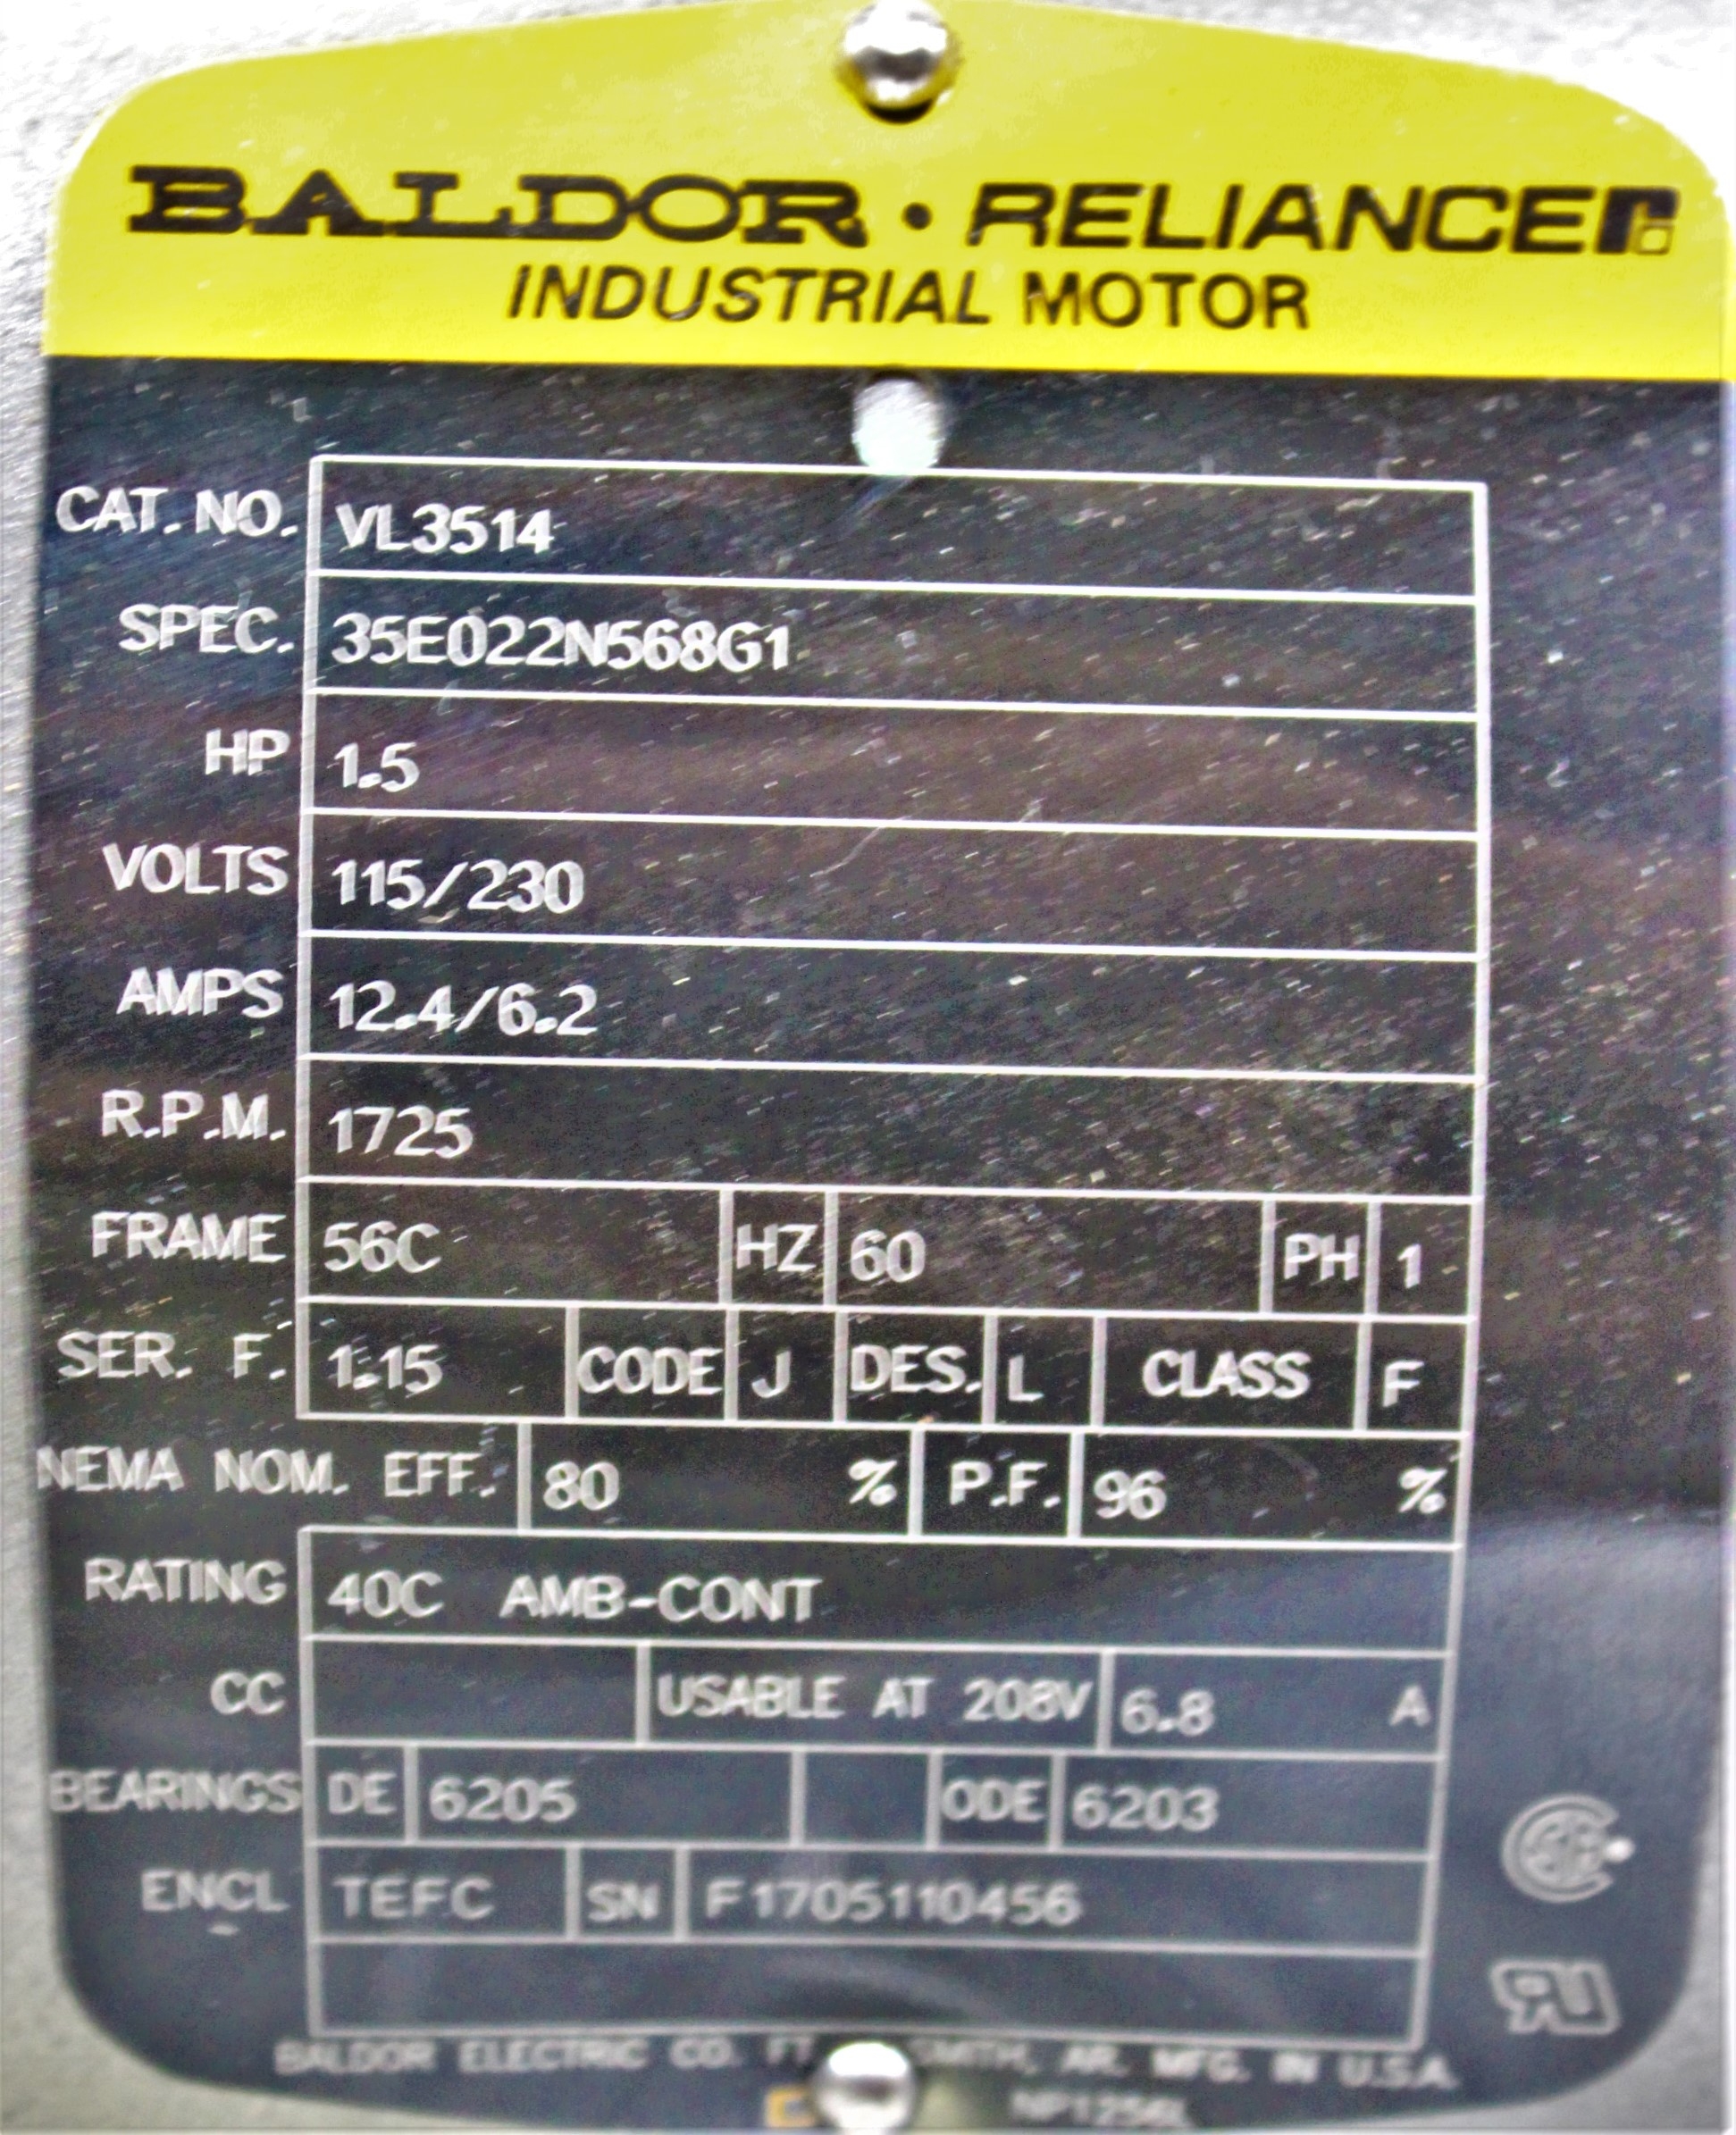 BALDOR • RELIANCE
INDUSTRIAL MOTOR
CAT. NO. VL3514
SPEC. 35E022N568G1
HP 1.5
VOLTS 115/230
AMPS 12.4/6.2
R.P.M. 1725
FRAME 56C HZ 60 PH 1
SER. F. 1.15 CODE J DES. L CLASS F
NEMA NOM. EFF. 80 % P.F. 96 %
RATING 40C AMB-CONT
CC USABLE AT 208V 6.8 A
BEARINGS DE 6205 ODE 6203
ENCL TEFC SN F1705110456
BALDOR ELECTRIC CO. FT. SMITH, AR. MFG. IN U.S.A.
NP1256L